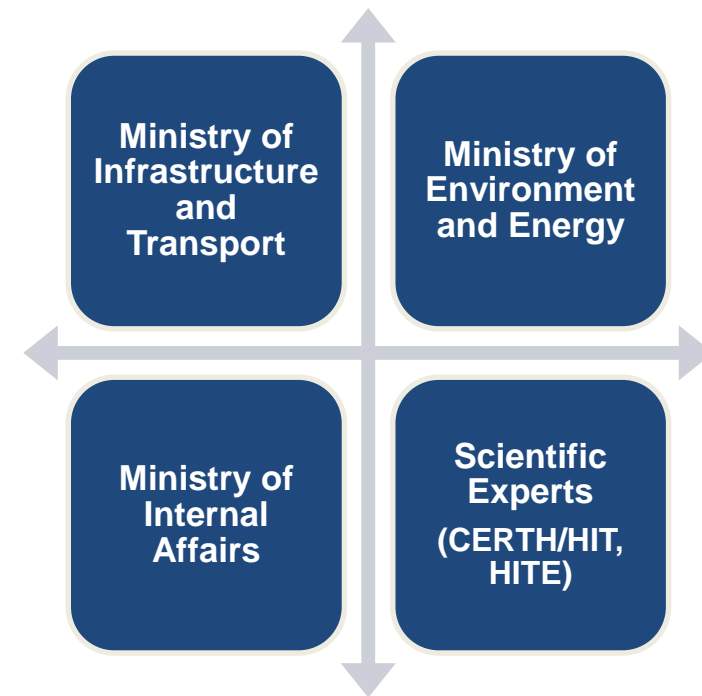 Ministry of
Infrastructure
and
Transport
Ministry of
Environment
and Energy
Ministry of
Internal
Affairs
Scientific
Experts
(CERTH/HIT,
HITE)